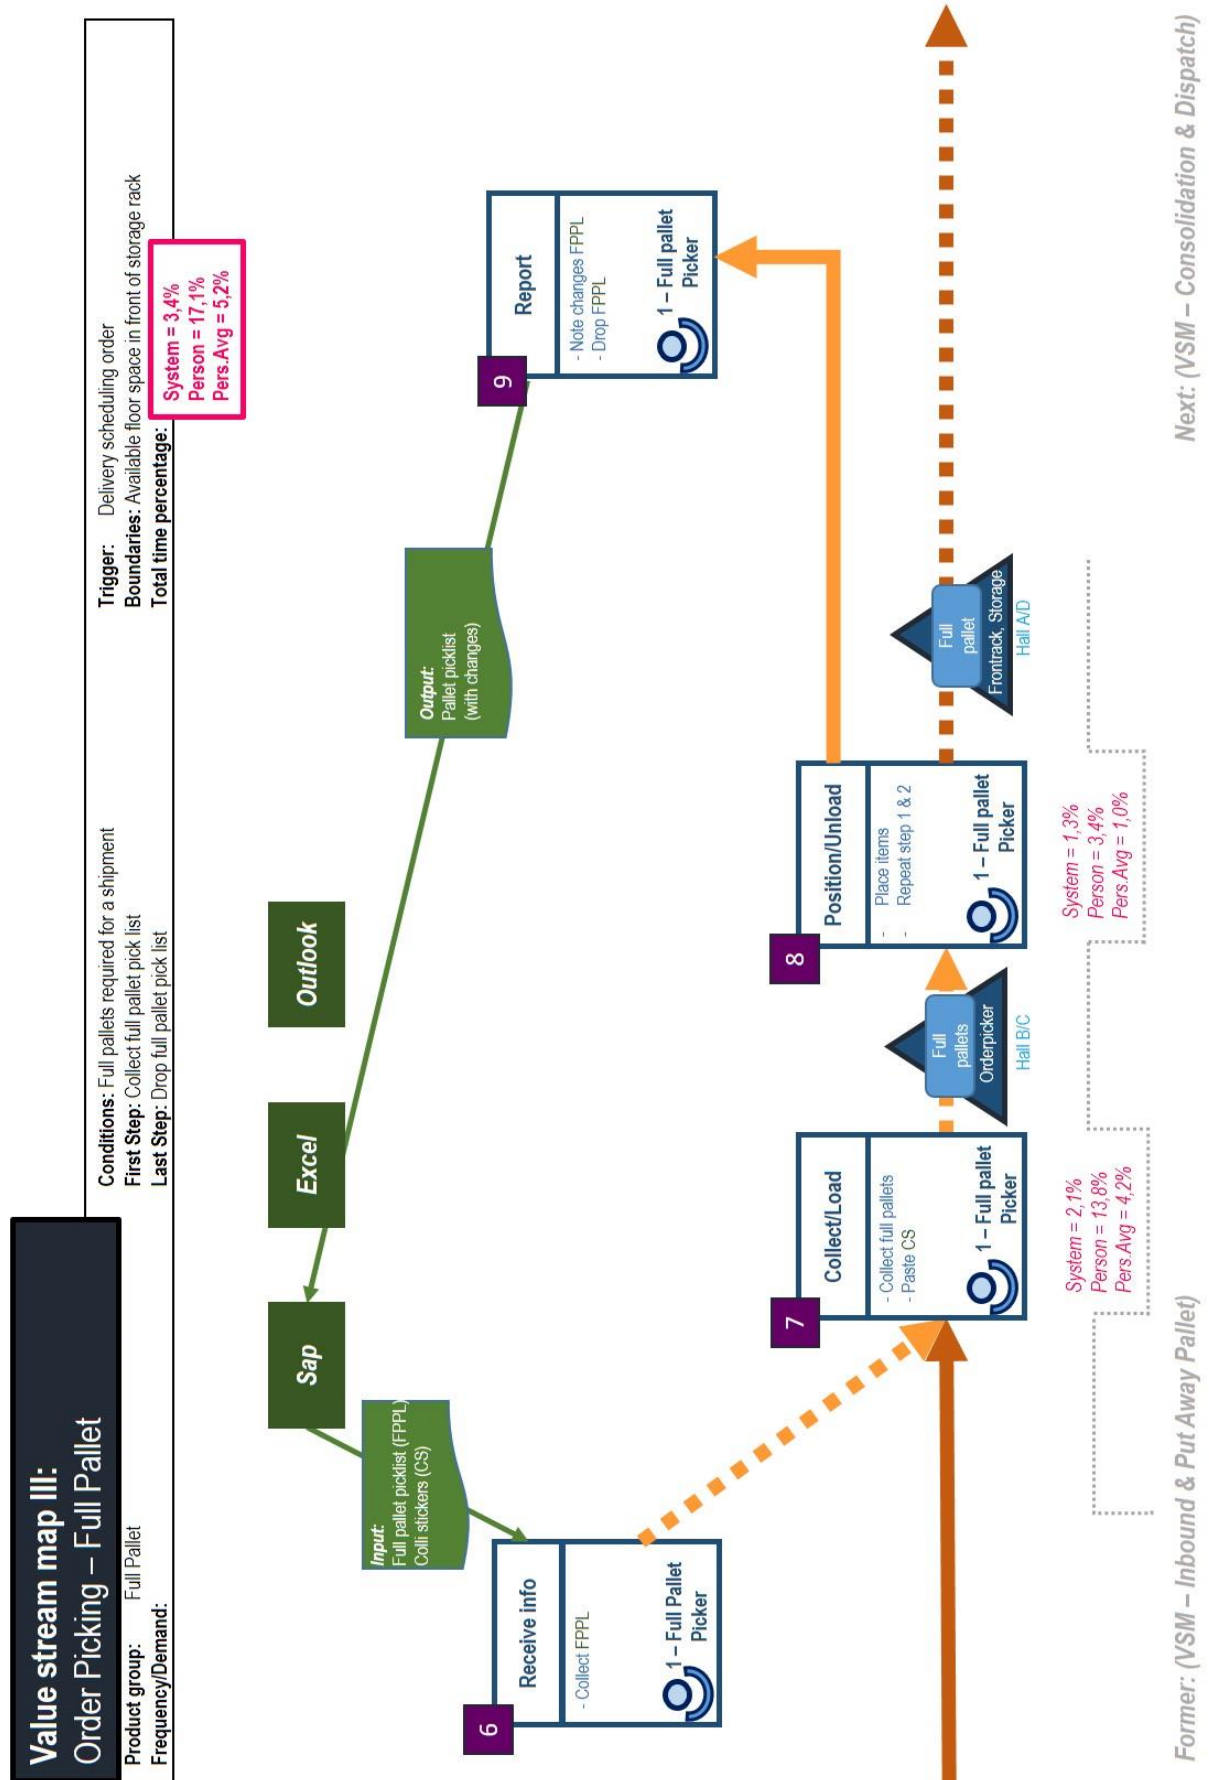 Value stream map III:
Order Picking – Full Pallet
Product group: Full Pallet
Frequency/Demand:
Conditions: Full pallets required for a shipment
First Step: Collect full pallet pick list
Last Step: Drop full pallet pick list
Trigger: Delivery scheduling order
Boundaries: Available floor space in front of storage rack
Total time percentage:
System = 3,4%
Person = 17,1%
Pers.Avg = 5,2%
Sap
Excel
Outlook
Input:
Full pallet picklist (FPPL)
Colli stickers (CS)
Output:
Pallet picklist
(with changes)
6
Receive info
- Collect FPPL
1 – Full Pallet
Picker
9
Report
- Note changes FPPL
- Drop FPPL
1 – Full pallet
Picker
7
Collect/Load
- Collect full pallets
- Paste CS
1 – Full pallet
Picker
Full
pallets
Orderpicker
Hall B/C
8
Position/Unload
- Place items
- Repeat step 1 & 2
1 – Full pallet
Picker
Full
pallet
Frontrack, Storage
Hall A/D
System = 2,1%
Person = 13,8%
Pers.Avg = 4,2%
System = 1,3%
Person = 3,4%
Pers.Avg = 1,0%
Former: (VSM – Inbound & Put Away Pallet)
Next: (VSM – Consolidation & Dispatch)